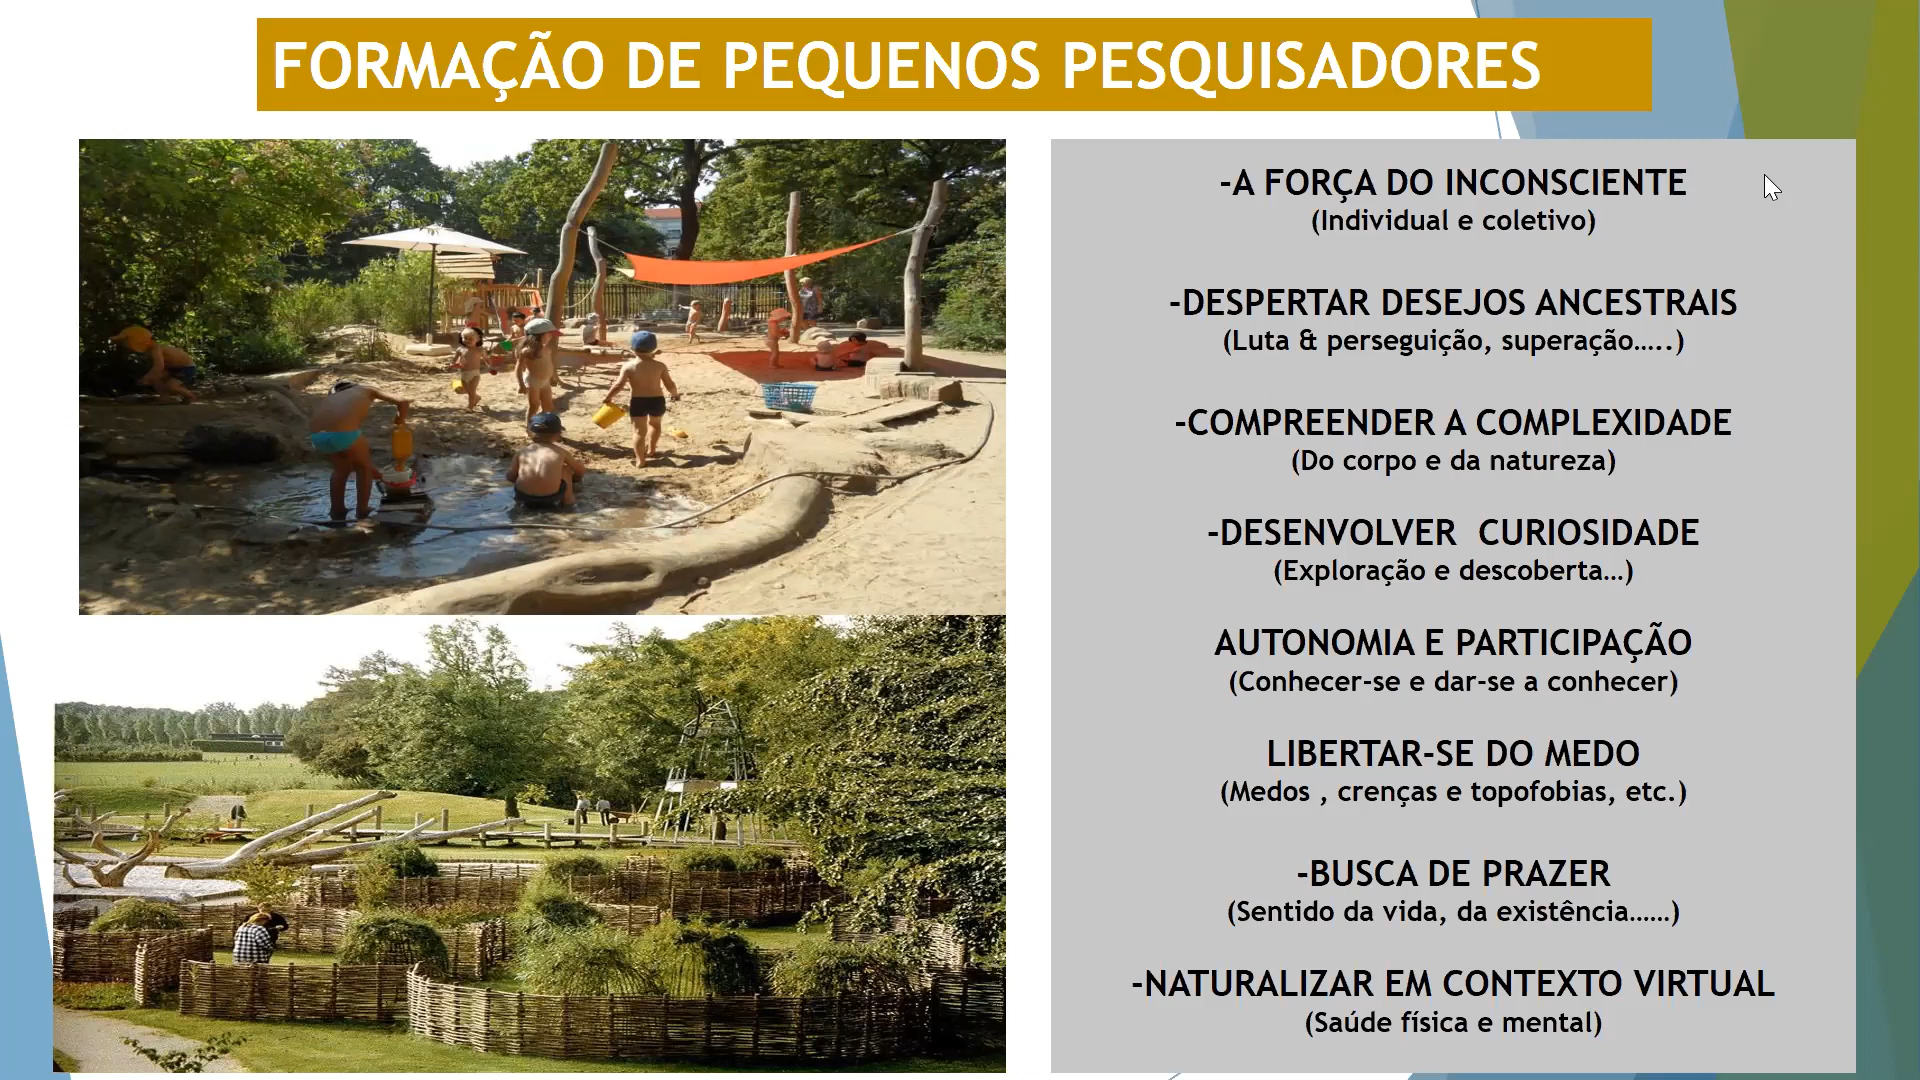 FORMAÇÃO DE PEQUENOS PESQUISADORES
-A FORÇA DO INCONSCIENTE
(Individual e coletivo)
-DESPERTAR DESEJOS ANCESTRAIS
(Luta & perseguição, superação…..)
-COMPREENDER A COMPLEXIDADE
(Do corpo e da natureza)
-DESENVOLVER  CURIOSIDADE
(Exploração e descoberta…)
AUTONOMIA E PARTICIPAÇÃO
(Conhecer-se e dar-se a conhecer)
LIBERTAR-SE DO MEDO
(Medos , crenças e topofobias, etc.)
-BUSCA DE PRAZER
(Sentido da vida, da existência……)
-NATURALIZAR EM CONTEXTO VIRTUAL
(Saúde física e mental)